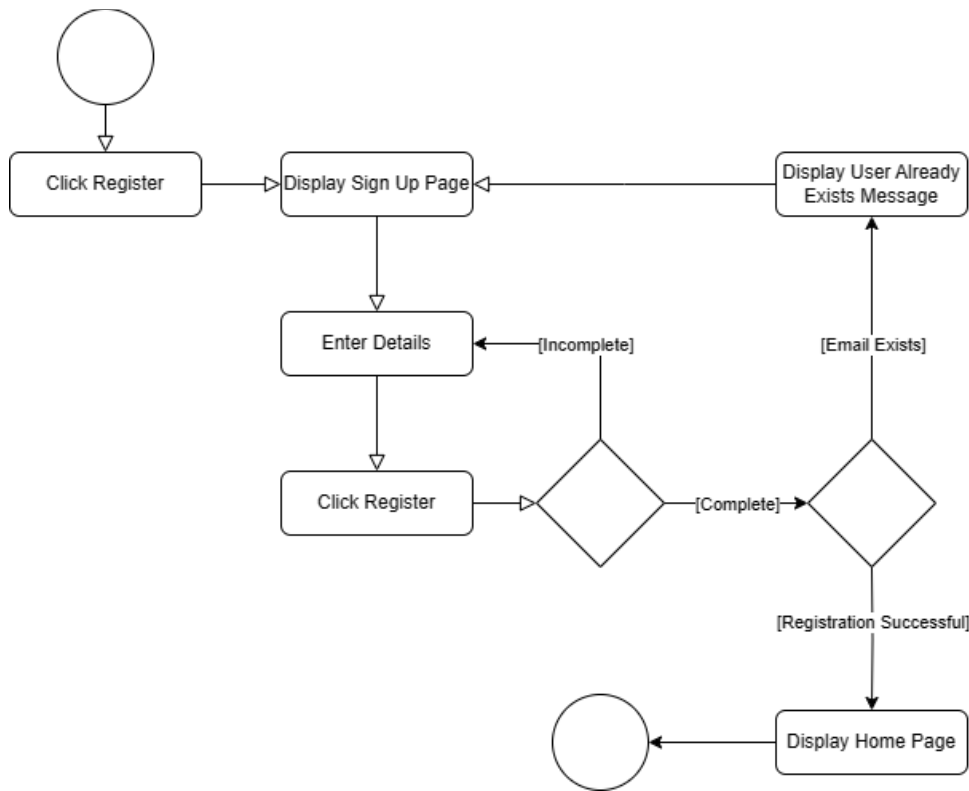 Click Register
Display Sign Up Page
Display User Already
Exists Message
Enter Details
[Incomplete]
[Email Exists]
Click Register
[Complete]
[Registration Successful]
Display Home Page